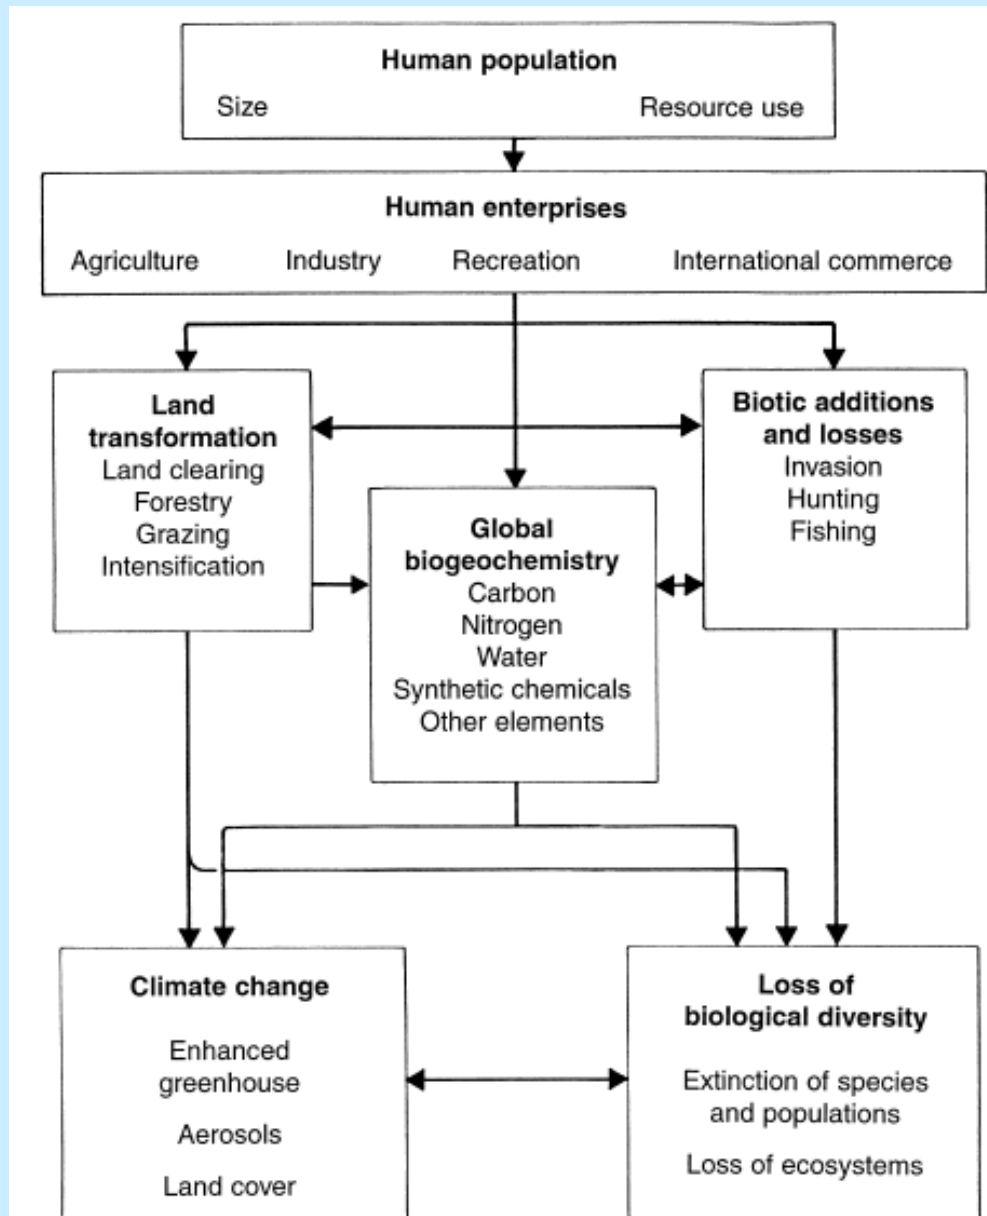 Human population
Size Resource use
Human enterprises
Agriculture Industry Recreation International commerce
Land
transformation
Land clearing
Forestry
Grazing
Intensification
Biotic additions
and losses
Invasion
Hunting
Fishing
Global
biogeochemistry
Carbon
Nitrogen
Water
Synthetic chemicals
Other elements
Climate change
Enhanced
greenhouse
Aerosols
Land cover
Loss of
biological diversity
Extinction of species
and populations
Loss of ecosystems